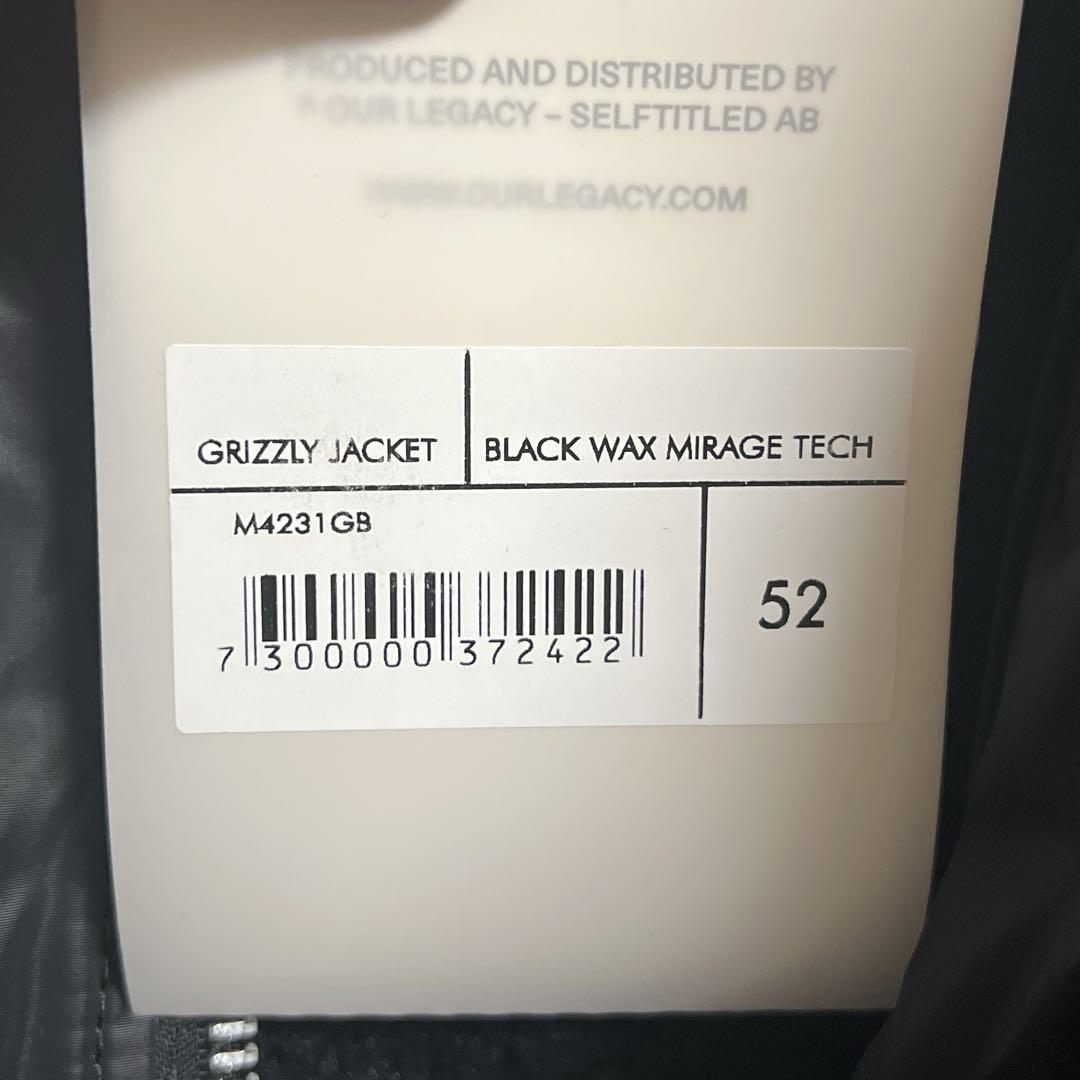 PRODUCED AND DISTRIBUTED BY
* OUR LEGACY – SELFTITLED AB
WWW.OURLEGACY.COM
GRIZZLY JACKET
BLACK WAX MIRAGE TECH
M4231GB
52
7 300000 372422